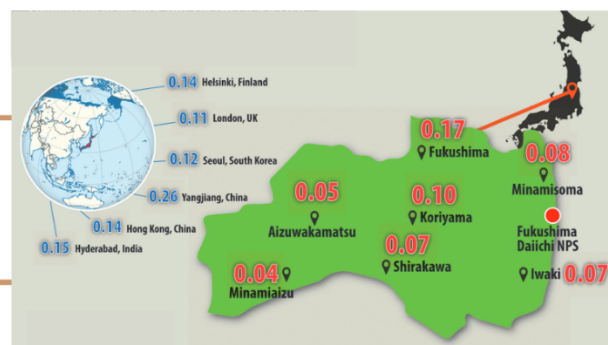 0.14 Helsinki, Finland
0.11 London, UK
0.12 Seoul, South Korea
0.26 Yangjiang, China
0.14 Hong Kong, China
0.15 Hyderabad, India
0.17
Fukushima
0.08
Minamisoma
0.05
Aizuwakamatsu
0.10
Koriyama
Fukushima
Daiichi NPS
0.07
Shirakawa
0.04
Minamiaizu
Iwaki 0.07